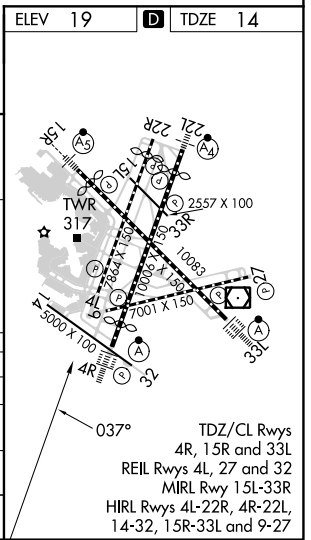 ELEV 19
D
TDZE 14
15R
A5
22R
22L
A4
P
15L
P
P
P
2557 X 100
33R
TWR
317
P
7864 X 150
10006 X 150
10083
27
P
4L
9
P
7001 X 150
P
A
33L
14
5000 X 100
32
A
4R
P
037°
TDZ/CL Rwys
4R, 15R and 33L
REIL Rwys 4L, 27 and 32
MIRL Rwy 15L-33R
HIRL Rwys 4L-22R, 4R-22L,
14-32, 15R-33L and 9-27